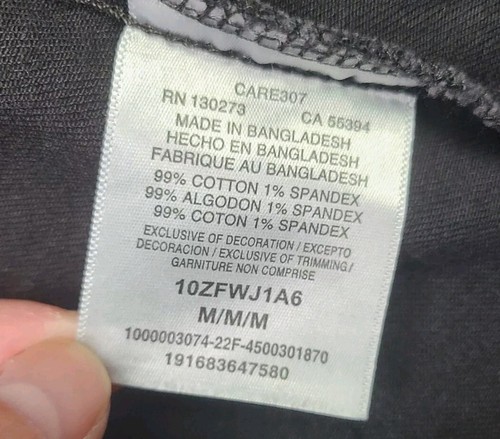 CARE307
RN 130273 CA 55394
MADE IN BANGLADESH
HECHO EN BANGLADESH
FABRIQUE AU BANGLADESH
99% COTTON 1% SPANDEX
99% ALGODON 1% SPANDEX
99% COTON 1% SPANDEX
EXCLUSIVE OF DECORATION / EXCEPTO
DECORACION / EXCLUSIVE OF TRIMMING /
GARNITURE NON COMPRISE
10ZFWJ1A6
M/M/M
1000003074-22F-4500301870
191683647580